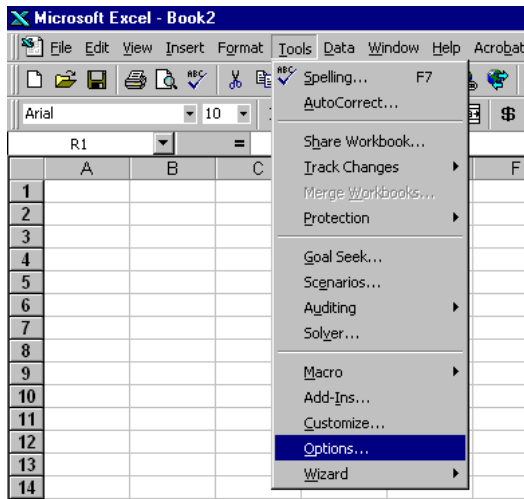 Microsoft Excel - Book2
File Edit View Insert Format Tools Data Window Help Acrobat
ABC
ABC Spelling... F7
AutoCorrect...
Arial 10 $
Share Workbook...
R1 =
Track Changes
A B C F
Merge Workbooks...
1
2 Protection
3
4 Goal Seek...
5 Scenarios...
6 Auditing
7 Solver...
8
9 Macro
10 Add-Ins...
11 Customize...
12 Options...
13 Wizard
14